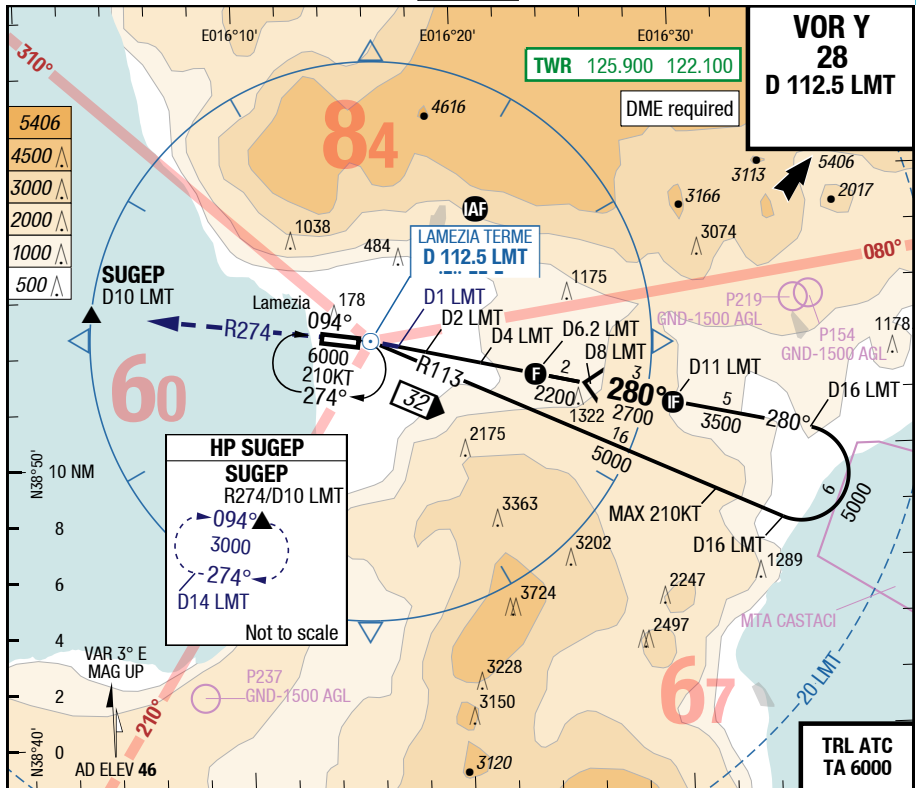 E016°10'
E016°20'
E016°30'
VOR Y
28
D 112.5 LMT
310°
TWR 125.900 122.100
DME required
5406
4500
3000
2000
1000
500
84
4616
IAF
3113
5406
2017
3166
3074
1038
484
LAMEZIA TERME
D 112.5 LMT
080°
1175
SUGEP
D10 LMT
Lamezia
178
D1 LMT
D2 LMT
D4 LMT
D6.2 LMT
D8 LMT
P219
GND-1500 AGL
P154
GND-1500 AGL
1178
R274
094°
6000
210KT
274°
R113
F
2
2200
1322
3
280°
2700
IF
D11 LMT
5
3500
280°
D16 LMT
60
32
16
5000
2175
6
5000
HP SUGEP
SUGEP
R274/D10 LMT
094°
3000
274°
D14 LMT
Not to scale
N38°50'
10 NM
8
6
4
2
0
N38°40'
MAX 210KT
D16 LMT
3363
3202
1289
3724
2247
2497
MTA CASTACI
VAR 3° E
MAG UP
P237
GND-1500 AGL
3228
3150
67
20 LMT
210°
AD ELEV 46
3120
TRL ATC
TA 6000